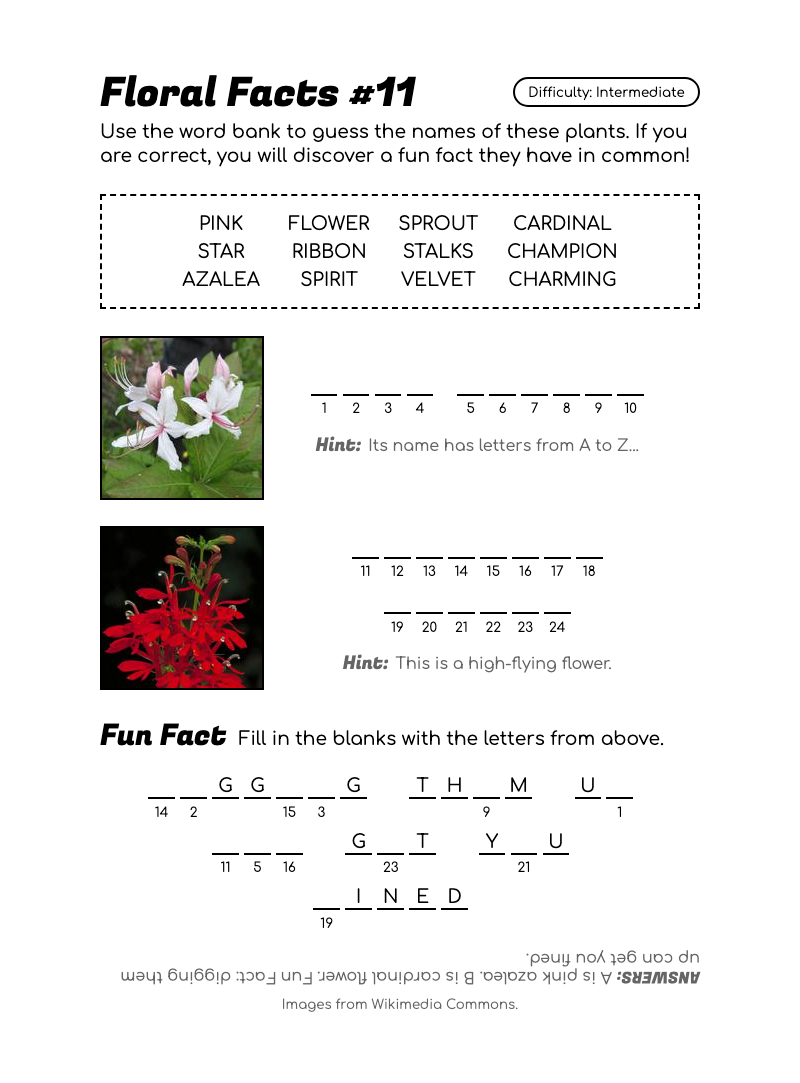 Floral Facts #11
Difficulty: Intermediate
Use the word bank to guess the names of these plants. If you
are correct, you will discover a fun fact they have in common!
PINK FLOWER SPROUT CARDINAL
STAR RIBBON STALKS CHAMPION
AZALEA SPIRIT VELVET CHARMING
1 2 3 4 5 6 7 8 9 10
Hint: Its name has letters from A to Z...
11 12 13 14 15 16 17 18
19 20 21 22 23 24
Hint: This is a high-flying flower.
Fun Fact Fill in the blanks with the letters from above.
G G G T H M U
14 2 15 3 9 1
G T Y U
11 5 16 23 21
I N E D
19
ANSWERS: A is pink azalea. B is cardinal flower. Fun Fact: digging them
up can get you fined.
Images from Wikimedia Commons.